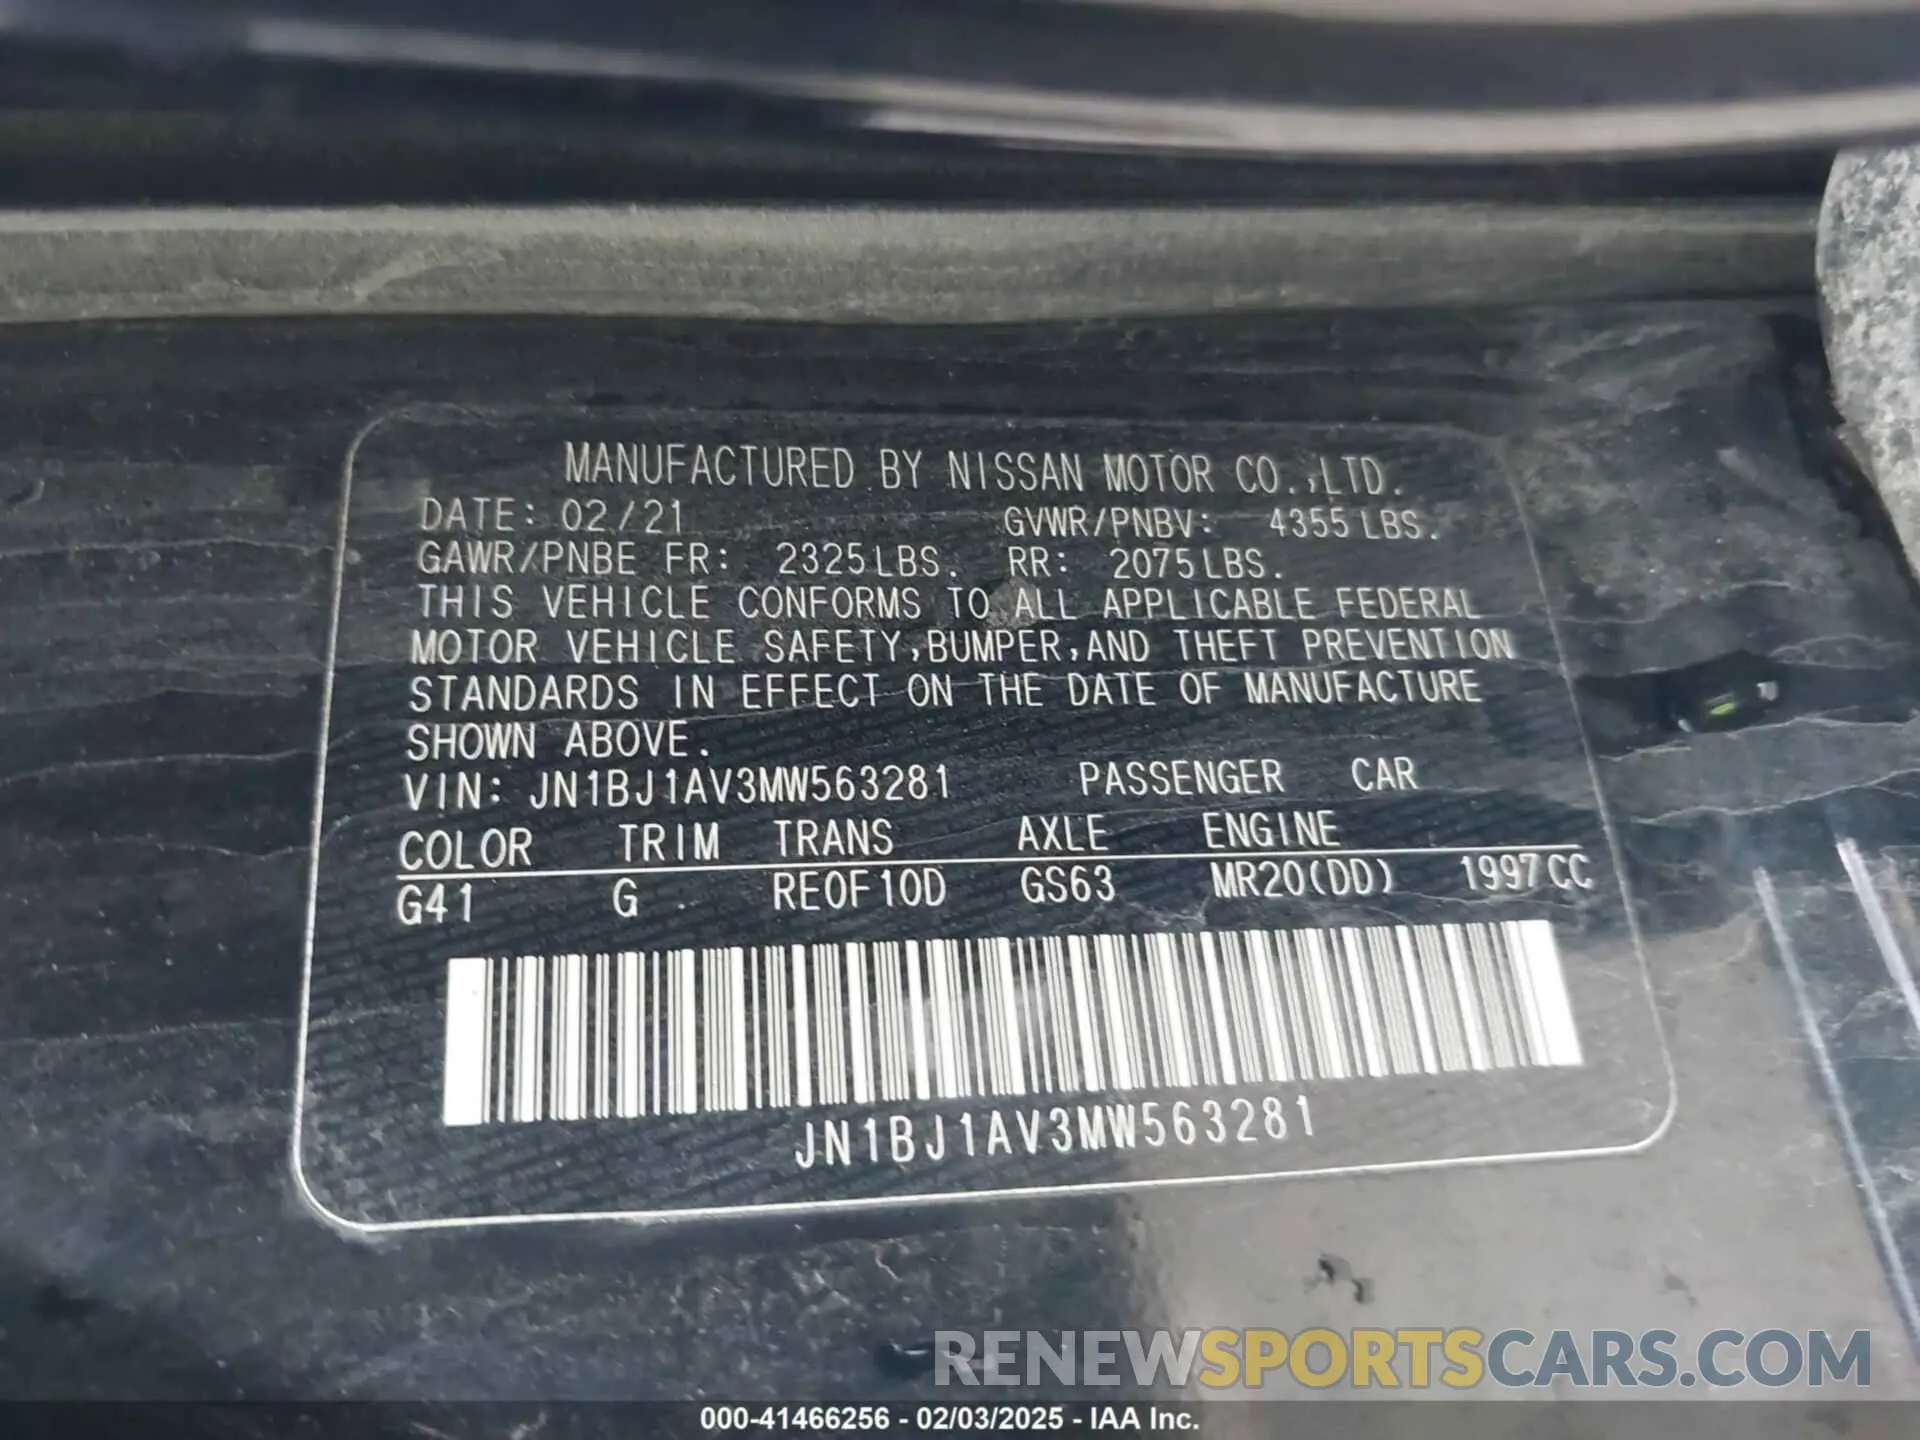 MANUFACTURED BY NISSAN MOTOR CO.,LTD.
DATE: 02/21 GVWR/PNBV: 4355 LBS.
GAWR/PNBE FR: 2325 LBS. RR: 2075 LBS.
THIS VEHICLE CONFORMS TO ALL APPLICABLE FEDERAL
MOTOR VEHICLE SAFETY,BUMPER,AND THEFT PREVENTION
STANDARDS IN EFFECT ON THE DATE OF MANUFACTURE
SHOWN ABOVE.
VIN: JN1BJ1AV3MW563281 PASSENGER CAR
COLOR TRIM TRANS AXLE ENGINE
G41 G RE0F10D GS63 MR20(DD) 1997CC
JN1BJ1AV3MW563281
RENEWSPORTSCARS.COM
000-41466256 - 02/03/2025 - IAA Inc.